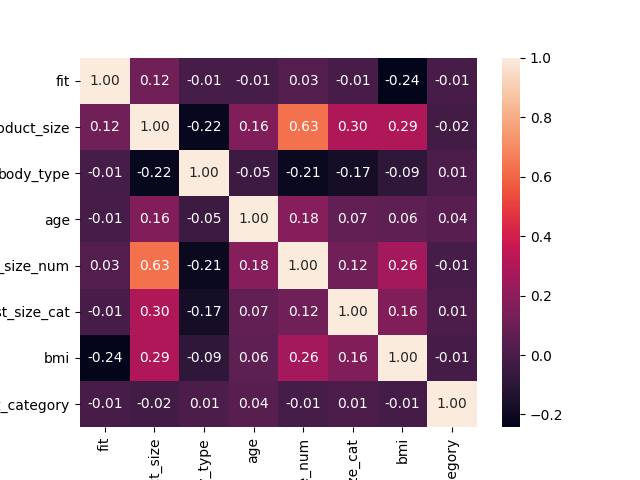 fit 1.00 0.12 -0.01 -0.01 0.03 -0.01 -0.24 -0.01
oduct_size 0.12 1.00 -0.22 0.16 0.63 0.30 0.29 -0.02
body_type -0.01 -0.22 1.00 -0.05 -0.21 -0.17 -0.09 0.01
age -0.01 0.16 -0.05 1.00 0.18 0.07 0.06 0.04
_size_num 0.03 0.63 -0.21 0.18 1.00 0.12 0.26 -0.01
st_size_cat -0.01 0.30 -0.17 0.07 0.12 1.00 0.16 0.01
bmi -0.24 0.29 -0.09 0.06 0.26 0.16 1.00 -0.01
_category -0.01 -0.02 0.01 0.04 -0.01 0.01 -0.01 1.00
fit
t_size
_type
age
e_num
ze_cat
bmi
egory
1.0
0.8
0.6
0.4
0.2
0.0
−0.2